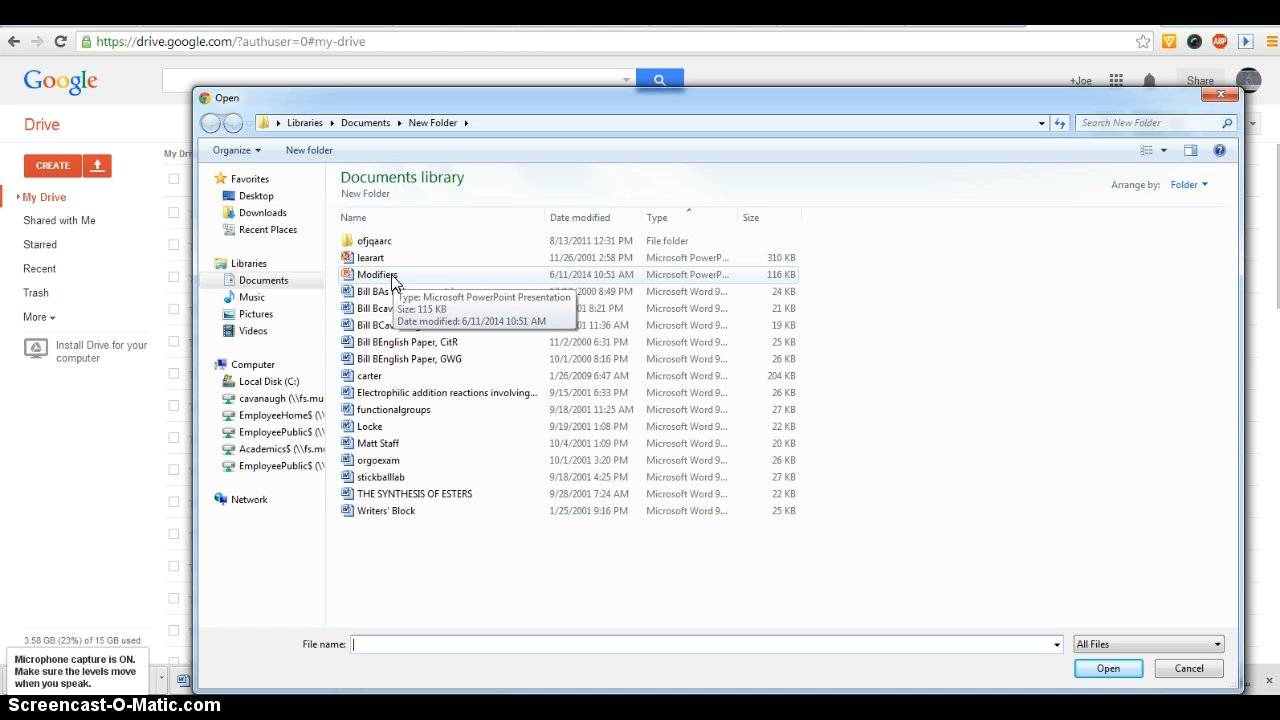 https://drive.google.com/?authuser=0#my-drive
ABP
Google
+Joe
Share
Drive
CREATE
My Drive
Shared with Me
Starred
Recent
Trash
More
Install Drive for your
computer
3.58 GB (23%) of 15 GB used
Microphone capture is ON.
Make sure the levels move
when you speak.
My Dri
Open
Libraries
Documents
New Folder
Search New Folder
Organize
New folder
Favorites
Desktop
Downloads
Recent Places
Libraries
Documents
Music
Pictures
Videos
Computer
Local Disk (C:)
cavanaugh (\\fs.mu
EmployeeHome$ (\\
EmployeePublic$ (\\
Academics$ (\\fs.m
EmployeePublic$ (\\
Network
Documents library
New Folder
Arrange by: Folder
Name Date modified Type Size
ofjqaarc 8/13/2011 12:31 PM File folder
learart 11/26/2001 2:58 PM Microsoft PowerP... 310 KB
Modifiers 6/11/2014 10:51 AM Microsoft PowerP... 116 KB
Bill BAs 2000 8:49 PM Microsoft Word 9... 24 KB
Bill Bcav 001 8:21 PM Microsoft Word 9... 21 KB
Bill BCav 11:36 AM Microsoft Word 9... 19 KB
Type: Microsoft PowerPoint Presentation
Size: 115 KB
Date modified: 6/11/2014 10:51 AM
Bill BEnglish Paper, CitR 11/2/2000 6:31 PM Microsoft Word 9... 25 KB
Bill BEnglish Paper, GWG 10/1/2000 8:16 PM Microsoft Word 9... 26 KB
carter 1/26/2009 6:47 AM Microsoft Word 9... 204 KB
Electrophilic addition reactions involving... 9/15/2001 6:33 PM Microsoft Word 9... 26 KB
functionalgroups 9/18/2001 11:25 AM Microsoft Word 9... 27 KB
Locke 9/19/2001 1:08 PM Microsoft Word 9... 22 KB
Matt Staff 10/4/2001 1:09 PM Microsoft Word 9... 20 KB
orgoexam 10/1/2001 3:20 PM Microsoft Word 9... 26 KB
stickballlab 9/18/2001 4:25 PM Microsoft Word 9... 27 KB
THE SYNTHESIS OF ESTERS 9/28/2001 7:24 AM Microsoft Word 9... 22 KB
Writers' Block 1/25/2001 9:16 PM Microsoft Word 9... 25 KB
File name:
All Files
Open
Cancel
Screencast-O-Matic.com